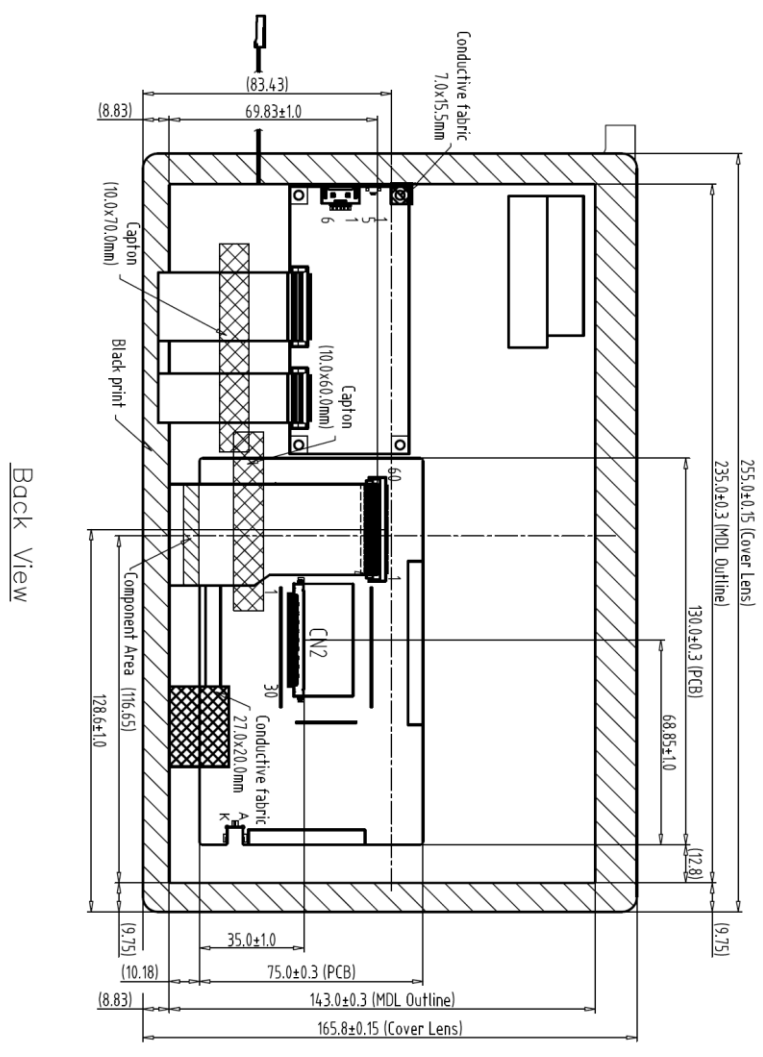 Conductive fabric
7.0x15.5mm
(83.43)
(8.83)
69.83±1.0
Capton
(10.0x70.0mm)
Black print
6
1
5
1
Capton
(10.0x60.0mm)
60
1
Component Area
(116.65)
128.6±1.0
1
30
CN2
Conductive fabric
27.0x20.0mm
A
K
255.0±0.15 (Cover Lens)
235.0±0.3 (MDL Outline)
130.0±0.3 (PCB)
68.85±1.0
(12.8)
(9.75)
(9.75)
35.0±1.0
(10.18)
75.0±0.3 (PCB)
(8.83)
143.0±0.3 (MDL Outline)
165.8±0.15 (Cover Lens)
Back View